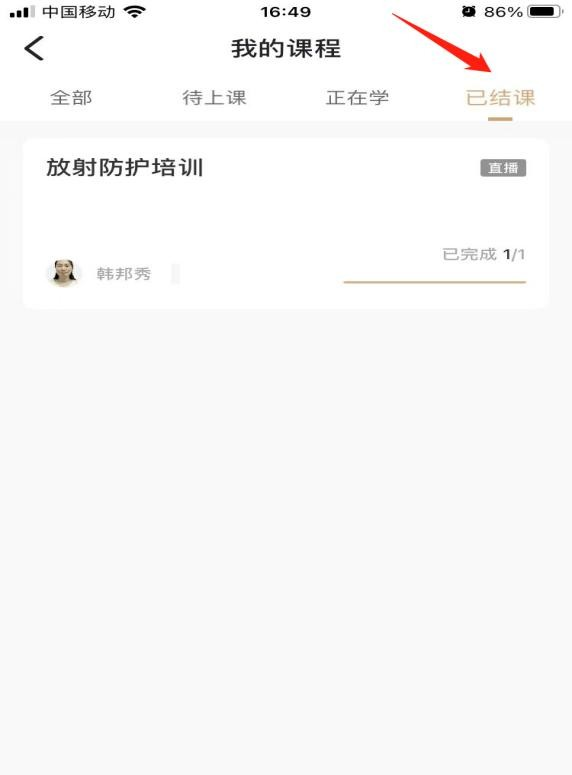 中国移动 16:49 86%
我的课程
全部 待上课 正在学 已结课
放射防护培训 直播
已完成 1/1
韩邦秀